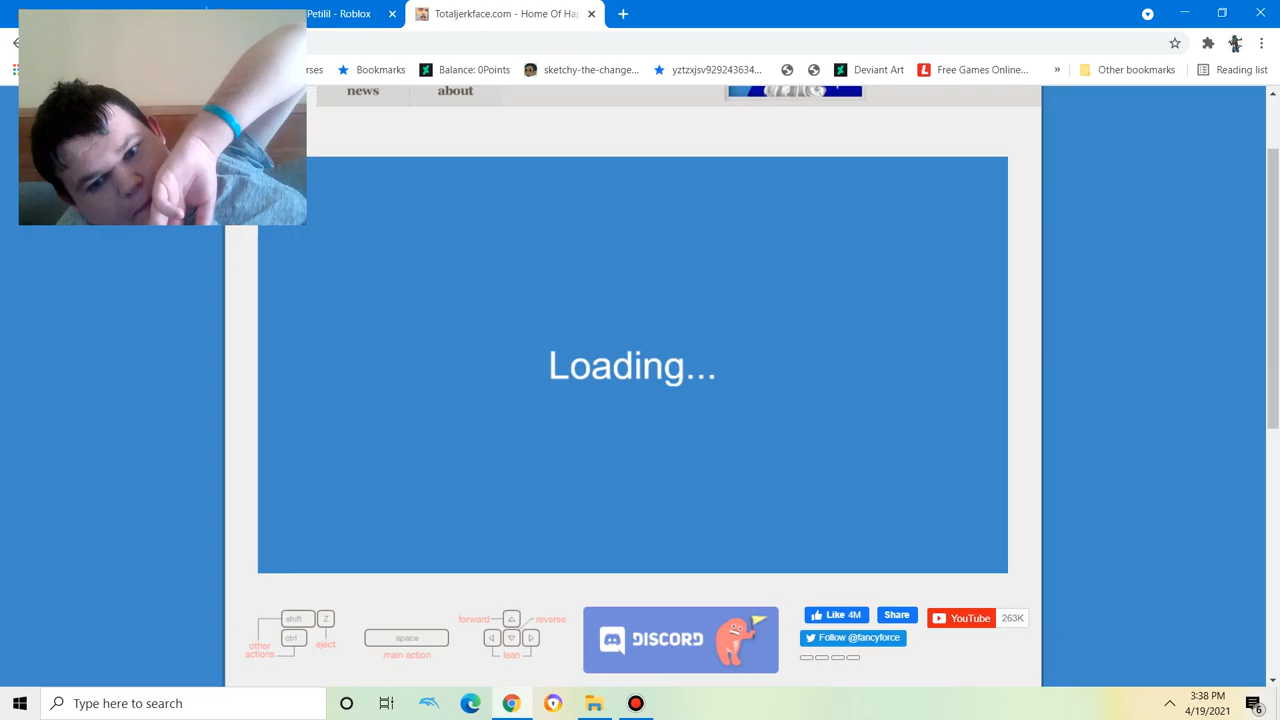 Petilil - Roblox
Totaljerkface.com - Home Of Ha
rses
Bookmarks
Balance: 0Points
sketchy-the-change...
yztzxjsv929243634...
Deviant Art
Free Games Online...
»
Other bookmarks
Reading list
news
about
Loading...
shift
Z
ctrl
other
actions
eject
space
main action
forward
reverse
lean
DISCORD
Like 4M
Share
Follow @fancyforce
YouTube
263K
Type here to search
3:38 PM
4/19/2021
6